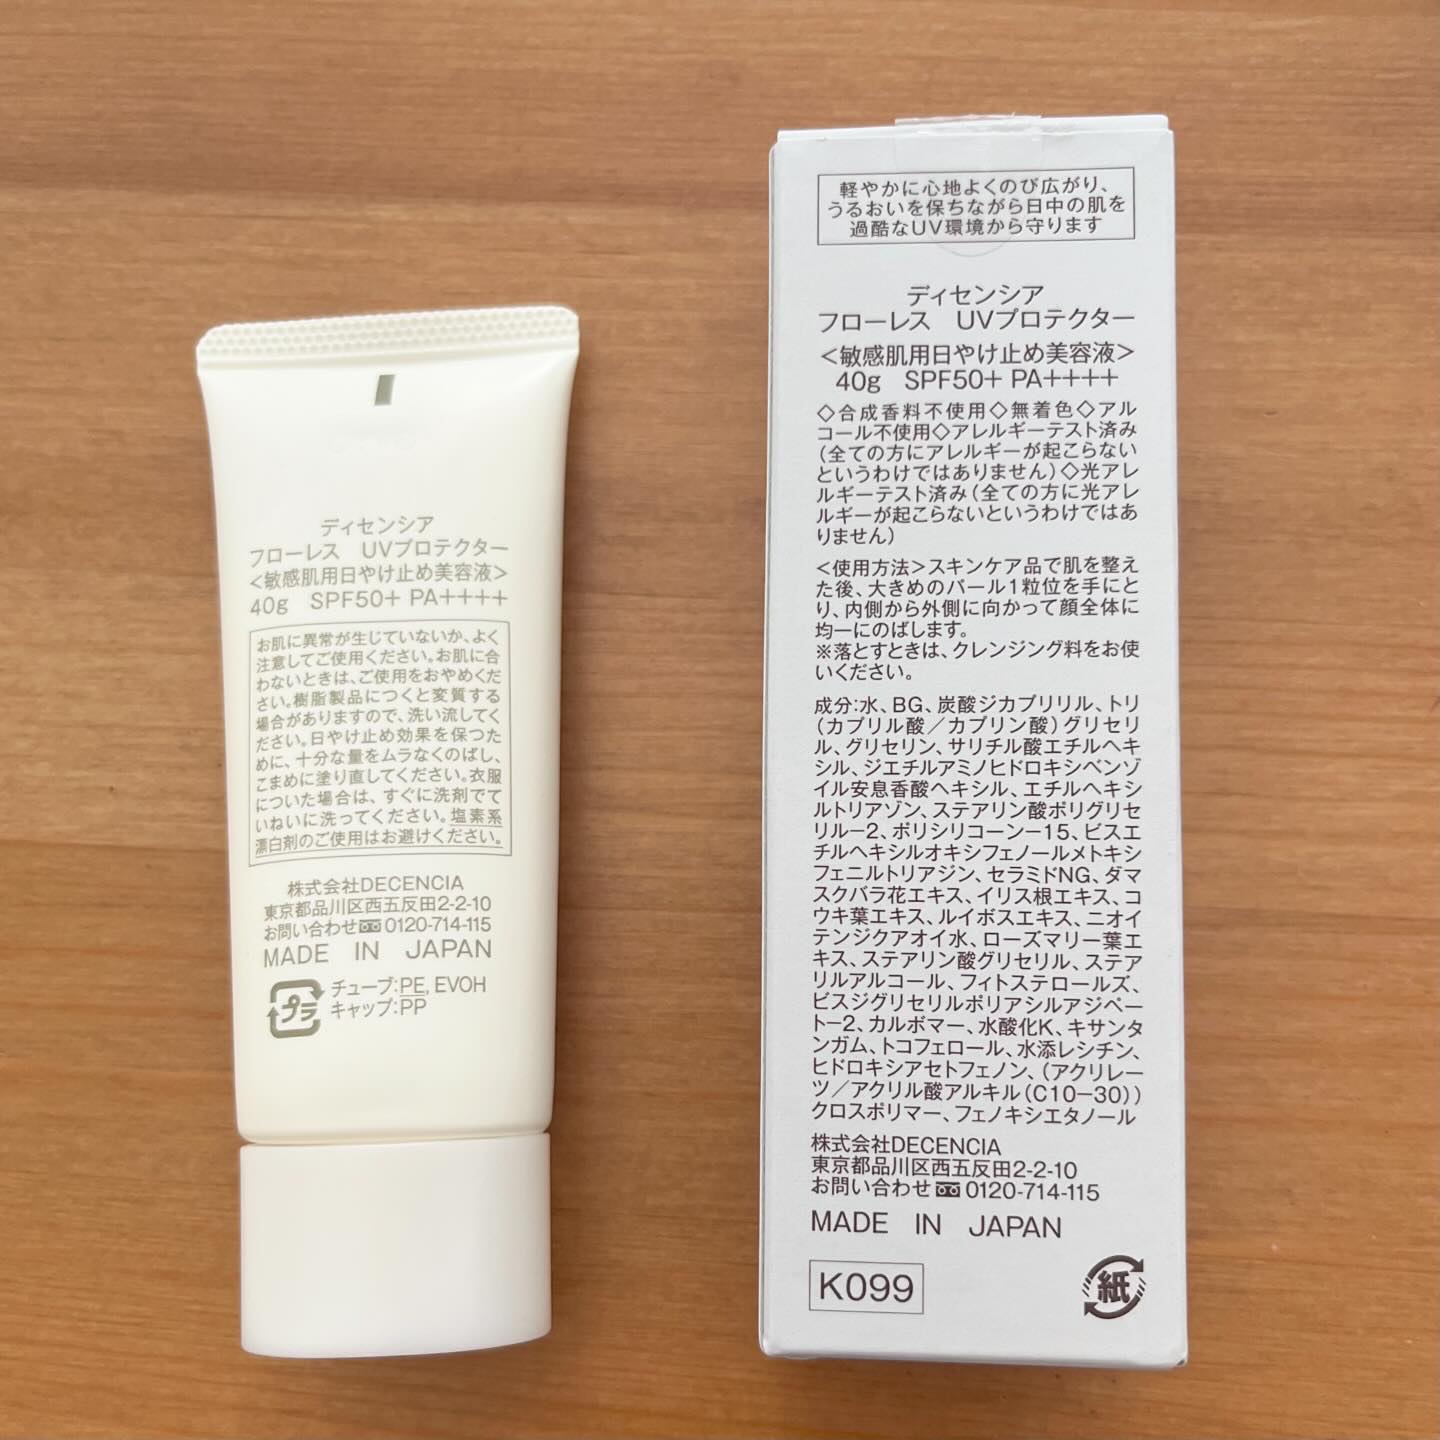 ディセンシア
フローレス　UVプロテクター
<敏感肌用日やけ止め美容液>
40g　SPF50+ PA++++
お肌に異常が生じていないか、よく
注意してご使用ください。お肌に合
わないときは、ご使用をおやめくだ
さい。樹脂製品につくと変質する
場合がありますので、洗い流してく
ださい。日やけ止め効果を保つた
めに、十分な量をムラなくのばし、
こまめに塗り直してください。衣服
についた場合は、すぐに洗剤でて
いねいに洗ってください。塩素系
漂白剤のご使用はお避けください。
株式会社DECENCIA
東京都品川区西五反田2-2-10
お問い合わせ 0120-714-115
MADE IN JAPAN
プラ
チューブ:PE, EVOH
キャップ:PP
軽やかに心地よくのび広がり、
うるおいを保ちながら日中の肌を
過酷なUV環境から守ります
ディセンシア
フローレス　UVプロテクター
<敏感肌用日やけ止め美容液>
40g　SPF50+ PA++++
◇合成香料不使用◇無着色◇アル
コール不使用◇アレルギーテスト済み
(全ての方にアレルギーが起こらない
というわけではありません)◇光アレ
ルギーテスト済み(全ての方に光アレ
ルギーが起こらないというわけではあ
りません)
<使用方法>スキンケア品で肌を整え
た後、大きめのパール1粒位を手にと
り、内側から外側に向かって顔全体に
均一にのばします。
※落とすときは、クレンジング料をお使
いください。
成分:水、BG、炭酸ジカプリリル、トリ
(カプリル酸/カプリン酸)グリセリ
ル、グリセリン、サリチル酸エチルヘキ
シル、ジエチルアミノヒドロキシベンゾ
イル安息香酸ヘキシル、エチルヘキシ
ルトリアゾン、ステアリン酸ポリグリセ
リル-2、ポリシリコーン-15、ビスエ
チルヘキシルオキシフェノールメトキシ
フェニルトリアジン、セラミドNG、ダマ
スクバラ花エキス、イリス根エキス、コ
ウキ葉エキス、ルイボスエキス、ニオイ
テンジクアオイ水、ローズマリー葉エ
キス、ステアリン酸グリセリル、ステア
リルアルコール、フィトステロールズ、
ビスジグリセリルポリアシルアジペー
ト-2、カルボマー、水酸化K、キサンタ
ンガム、トコフェロール、水添レシチン、
ヒドロキシアセトフェノン、(アクリレー
ツ/アクリル酸アルキル(C10-30))
クロスポリマー、フェノキシエタノール
株式会社DECENCIA
東京都品川区西五反田2-2-10
お問い合わせ 0120-714-115
MADE IN JAPAN
K099
紙